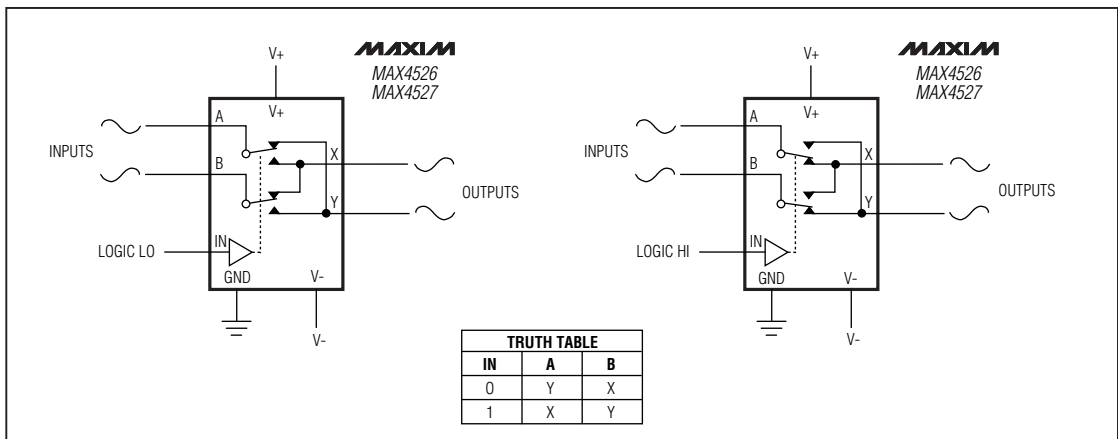 V+
MAXIM
MAX4526
MAX4527
V+
A
INPUTS
B
X
Y
OUTPUTS
LOGIC LO
IN
GND
V-
V-
V+
MAXIM
MAX4526
MAX4527
V+
A
INPUTS
B
X
Y
OUTPUTS
LOGIC HI
IN
GND
V-
V-
TRUTH TABLE
IN A B
0 Y X
1 X Y